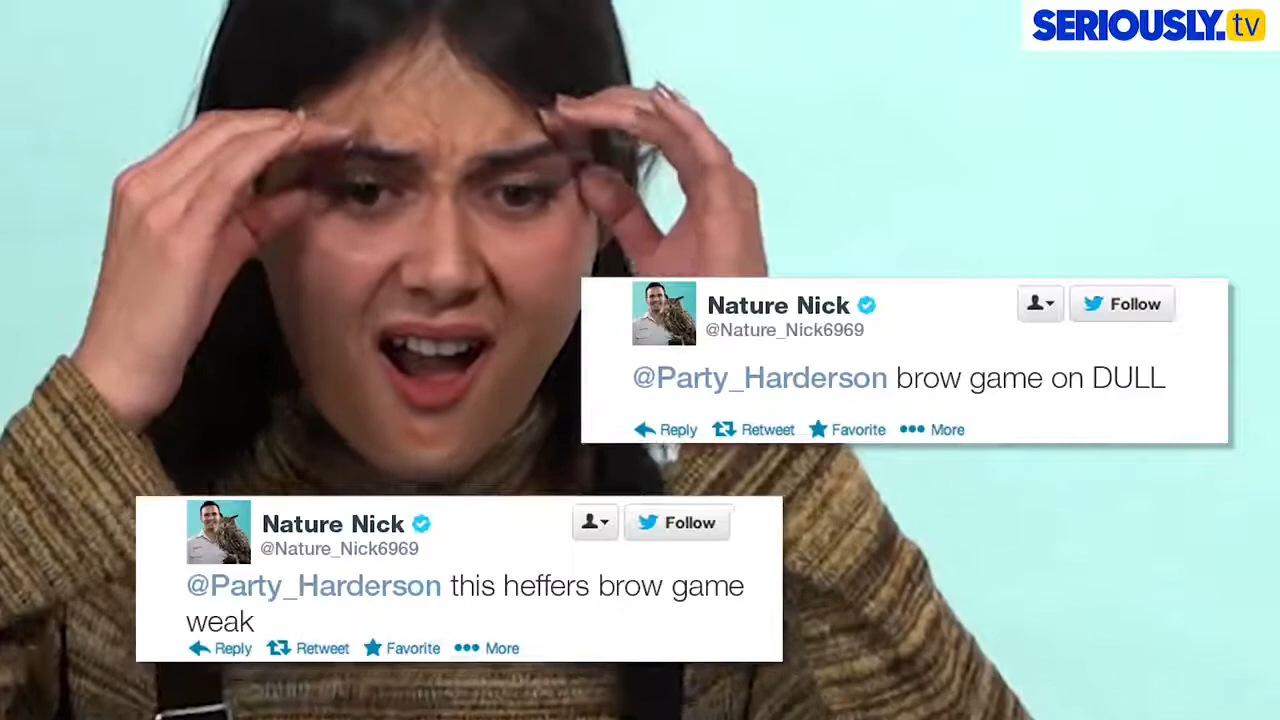 SERIOUSLY.tv
Nature Nick
Follow
@Nature_Nick6969
@Party_Harderson brow game on DULL
Reply Retweet Favorite More
Nature Nick
Follow
@Nature_Nick6969
@Party_Harderson this heffers brow game
weak
Reply Retweet Favorite More